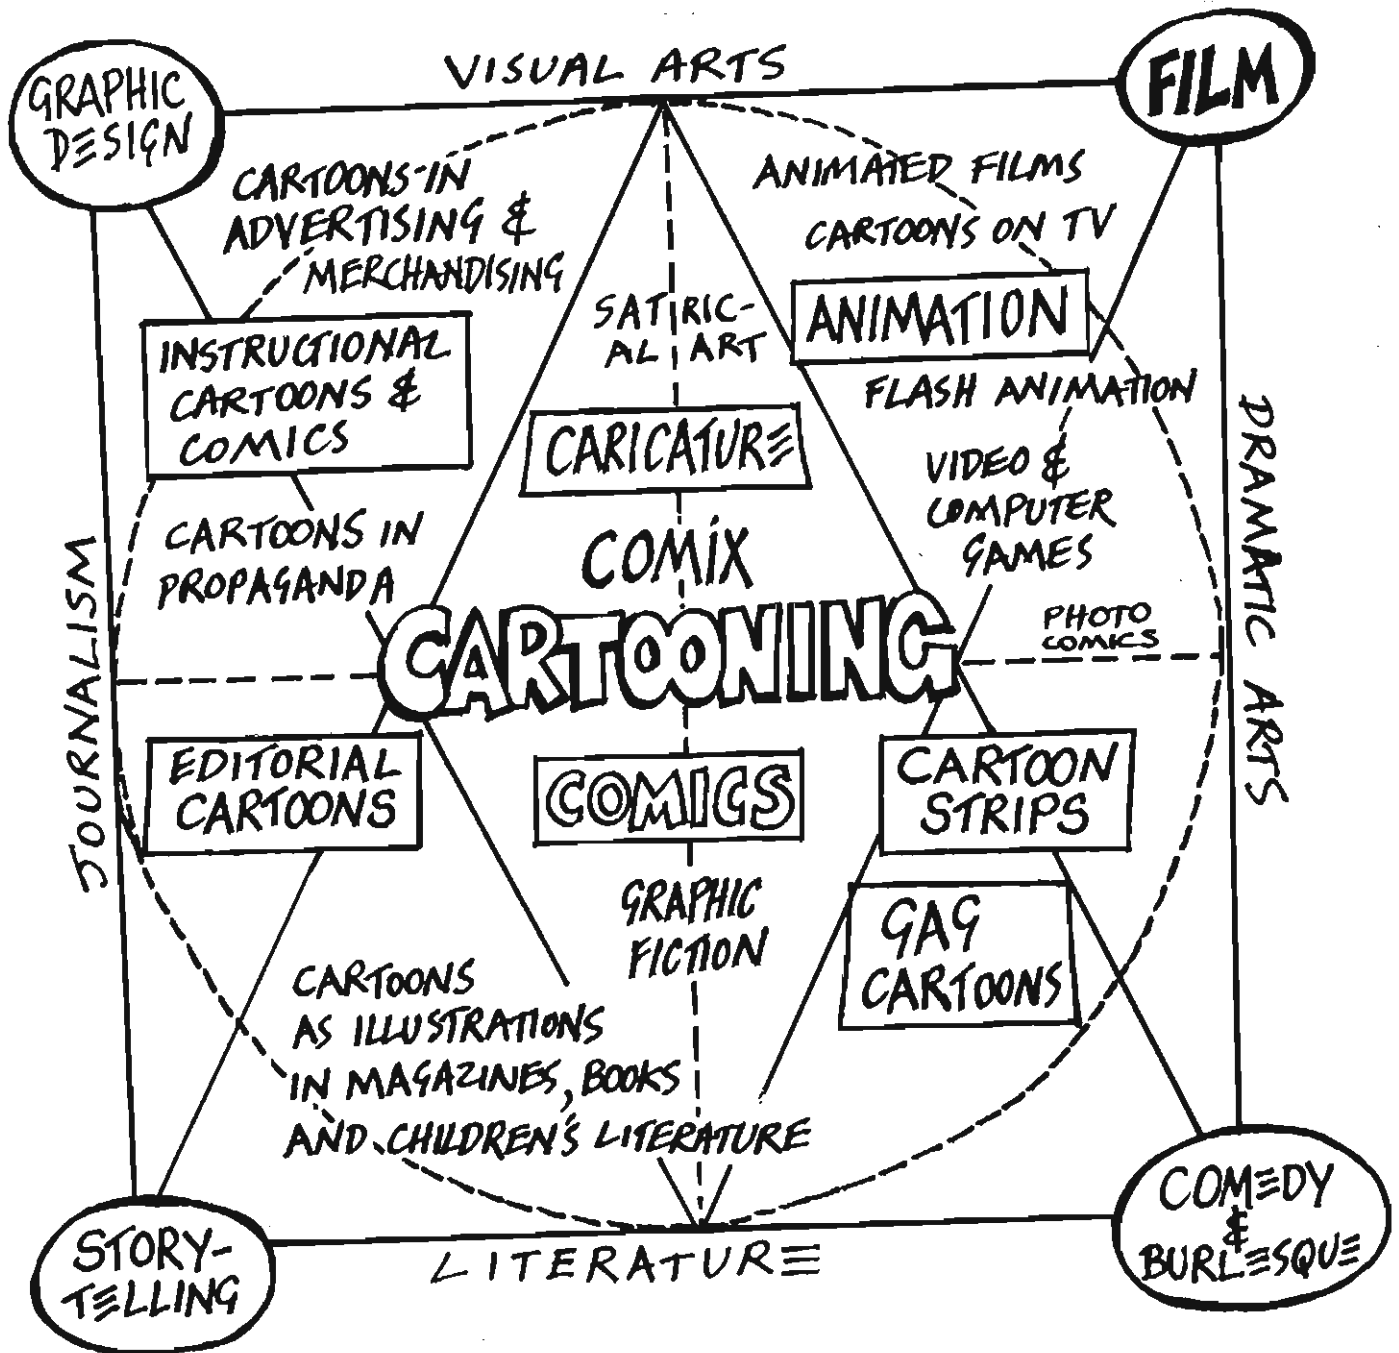 VISUAL ARTS
GRAPHIC
DESIGN
FILM
CARTOONS IN
ADVERTISING &
MERCHANDISING
ANIMATED FILMS
CARTOONS ON TV
SATIRIC-
AL ART
ANIMATION
INSTRUCTIONAL
CARTOONS &
COMICS
FLASH ANIMATION
CARICATURE
VIDEO &
COMPUTER
GAMES
DRAMATIC ARTS
CARTOONS IN
PROPAGANDA
COMIX
JOURNALISM
CARTOONING
PHOTO
COMICS
EDITORIAL
CARTOONS
COMICS
CARTOON
STRIPS
GRAPHIC
FICTION
GAG
CARTOONS
CARTOONS
AS ILLUSTRATIONS
IN MAGAZINES, BOOKS
AND CHILDREN'S LITERATURE
STORY-
TELLING
LITERATURE
COMEDY
&
BURLESQUE